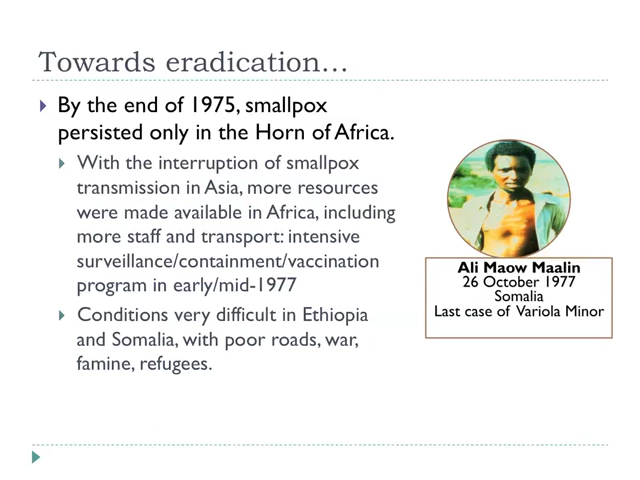 Towards eradication…
By the end of 1975, smallpox
persisted only in the Horn of Africa.
With the interruption of smallpox
transmission in Asia, more resources
were made available in Africa, including
more staff and transport: intensive
surveillance/containment/vaccination
program in early/mid-1977
Conditions very difficult in Ethiopia
and Somalia, with poor roads, war,
famine, refugees.
Ali Maow Maalin
26 October 1977
Somalia
Last case of Variola Minor